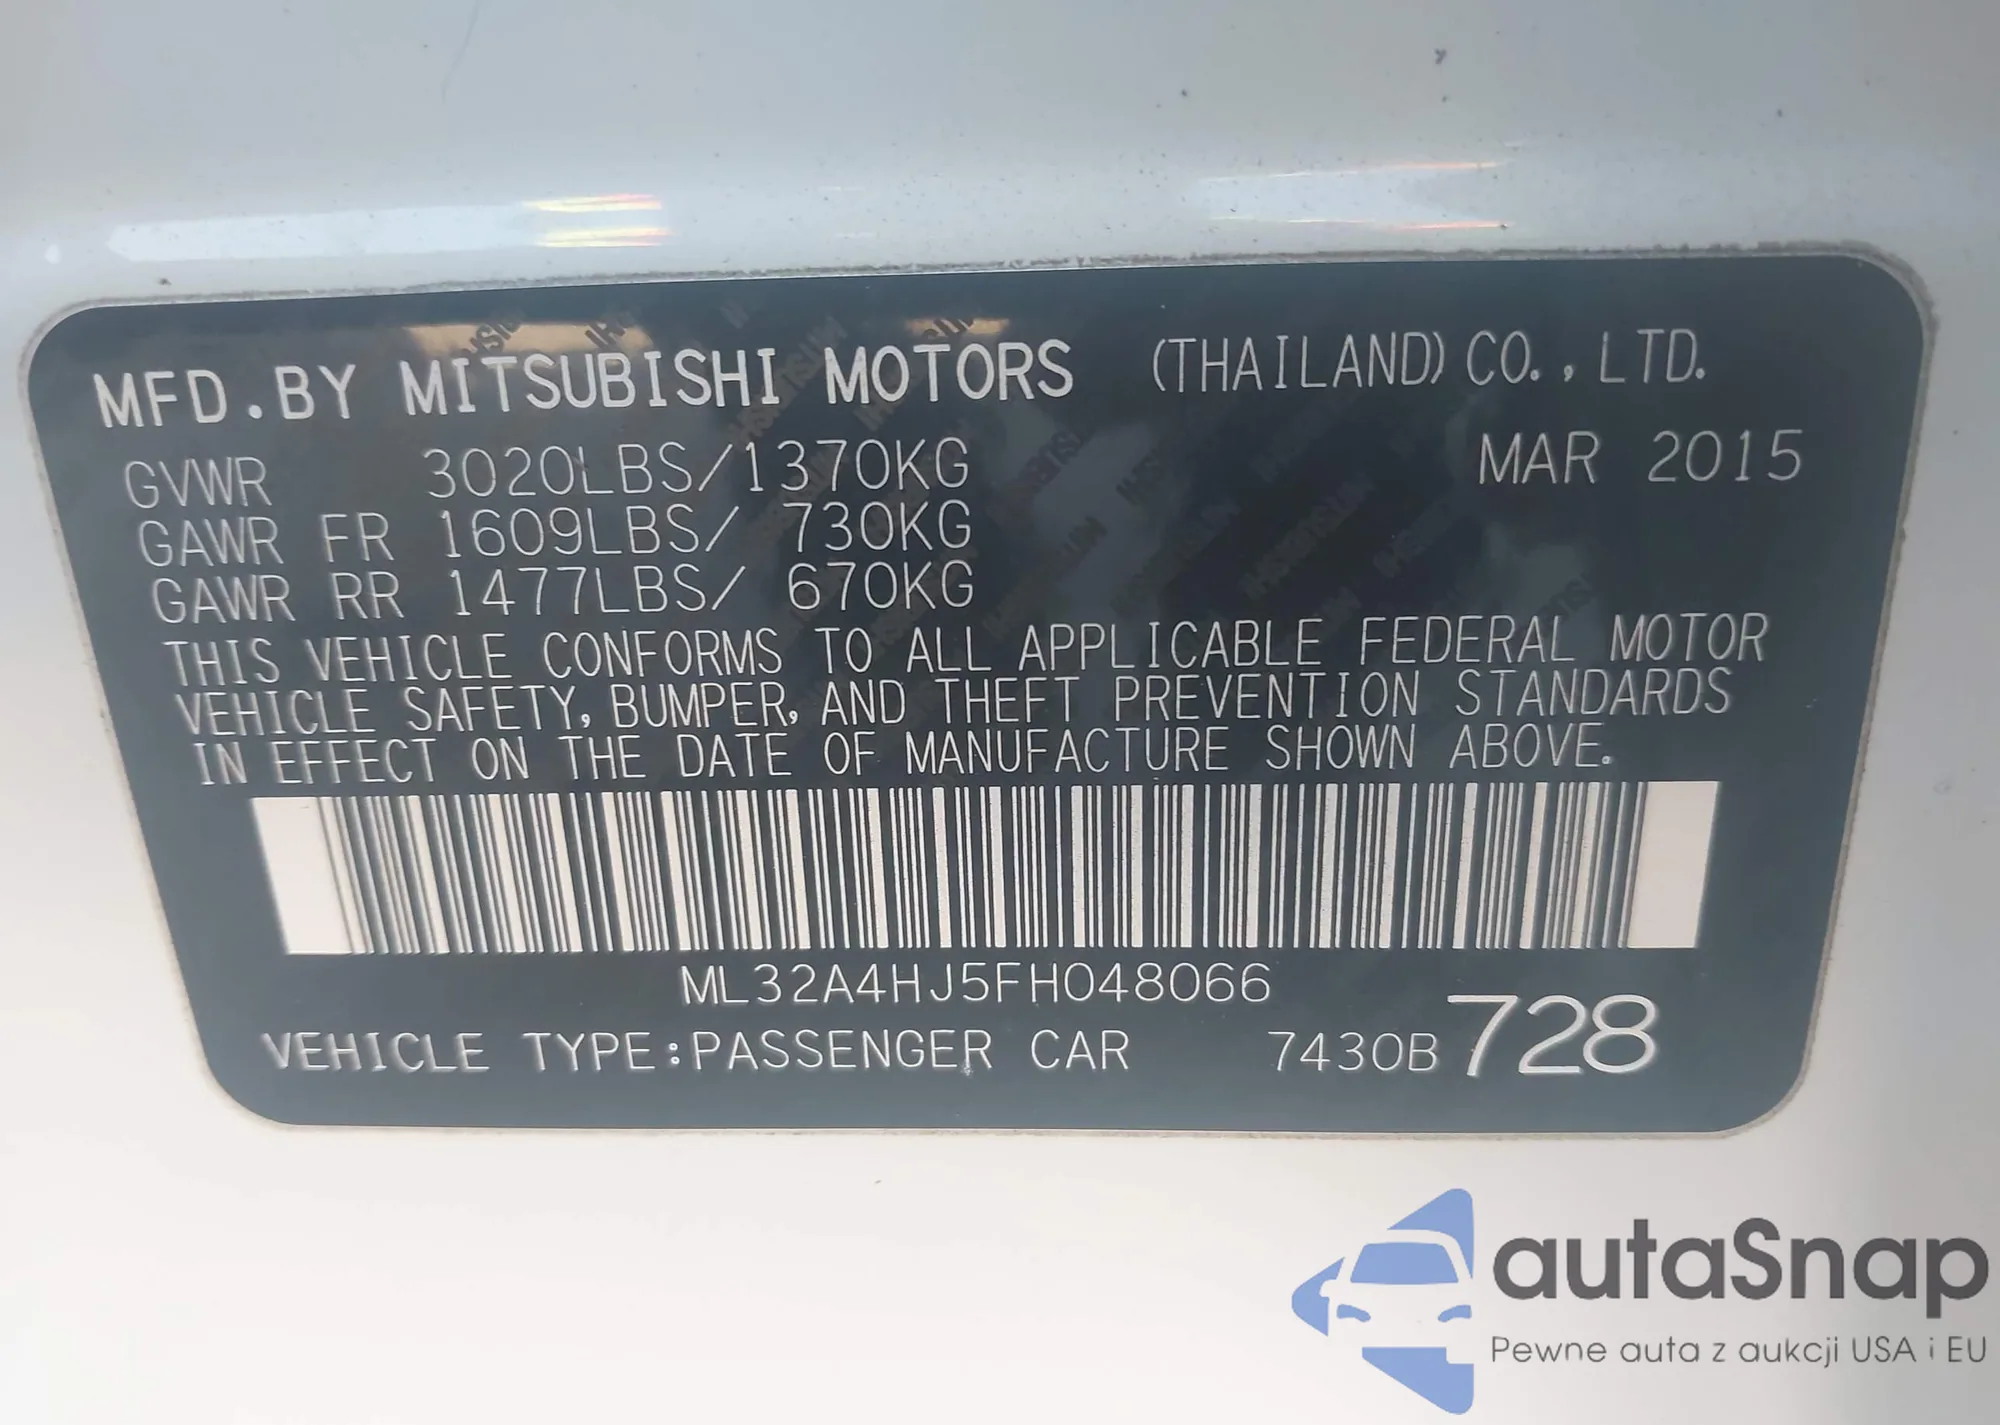 MFD.BY MITSUBISHI MOTORS (THAILAND) CO., LTD.
GVWR 3020LBS/1370KG MAR 2015
GAWR FR 1609LBS/ 730KG
GAWR RR 1477LBS/ 670KG
THIS VEHICLE CONFORMS TO ALL APPLICABLE FEDERAL MOTOR
VEHICLE SAFETY, BUMPER, AND THEFT PREVENTION STANDARDS
IN EFFECT ON THE DATE OF MANUFACTURE SHOWN ABOVE.
ML32A4HJ5FH048066
VEHICLE TYPE:PASSENGER CAR 7430B 728
autaSnap
Pewne auta z aukcji USA i EU